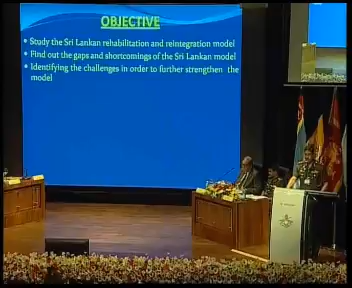 OBJECTIVE
Study the Sri Lankan rehabilitation and reintegration model
Find out the gaps and shortcomings of the Sri Lankan model
Identifying the challenges in order to further strengthen the
model